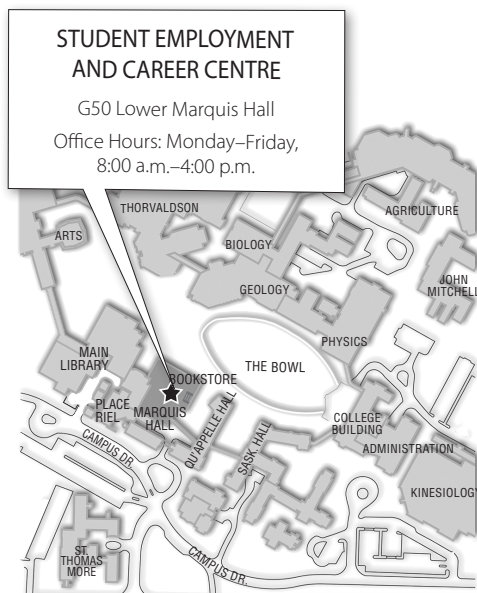 STUDENT EMPLOYMENT
AND CAREER CENTRE
G50 Lower Marquis Hall
Office Hours: Monday–Friday,
8:00 a.m.–4:00 p.m.
THORVALDSON
AGRICULTURE
ARTS
BIOLOGY
GEOLOGY
JOHN
MITCHELL
PHYSICS
MAIN
LIBRARY
THE BOWL
BOOKSTORE
PLACE
RIEL
MARQUIS
HALL
QU'APPELLE HALL
SASK. HALL
COLLEGE
BUILDING
ADMINISTRATION
CAMPUS DR.
KINESIOLOGY
ST.
THOMAS
MORE
CAMPUS DR.